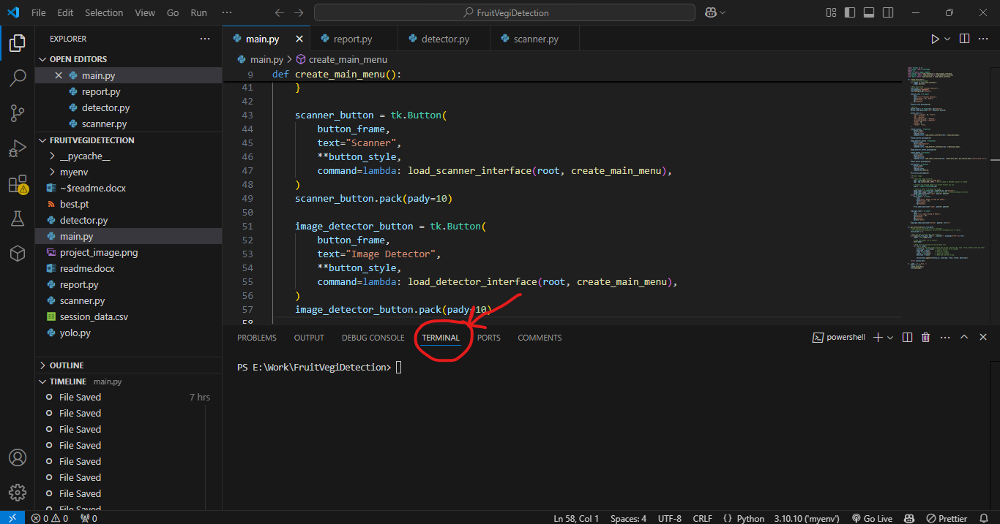 File Edit Selection View Go Run ··· FruitVegiDetection
EXPLORER ···
OPEN EDITORS
main.py
report.py
detector.py
scanner.py
FRUITVEGIDETECTION
__pycache__
myenv
~$readme.docx
best.pt
detector.py
main.py
project_image.png
readme.docx
report.py
scanner.py
session_data.csv
yolo.py
OUTLINE
TIMELINE main.py
File Saved 7 hrs
File Saved
File Saved
File Saved
File Saved
File Saved
File Saved
File Saved
main.py report.py detector.py scanner.py
main.py > create_main_menu
9 def create_main_menu():
41 }
42
43 scanner_button = tk.Button(
44 button_frame,
45 text="Scanner",
46 **button_style,
47 command=lambda: load_scanner_interface(root, create_main_menu),
48 )
49 scanner_button.pack(pady=10)
50
51 image_detector_button = tk.Button(
52 button_frame,
53 text="Image Detector",
54 **button_style,
55 command=lambda: load_detector_interface(root, create_main_menu),
56 )
57 image_detector_button.pack(pady=10)
58
PROBLEMS OUTPUT DEBUG CONSOLE TERMINAL PORTS COMMENTS powershell
PS E:\Work\FruitVegiDetection>
0 0 0 Ln 58, Col 1 Spaces: 4 UTF-8 CRLF {} Python 3.10.10 ('myenv') Go Live Prettier